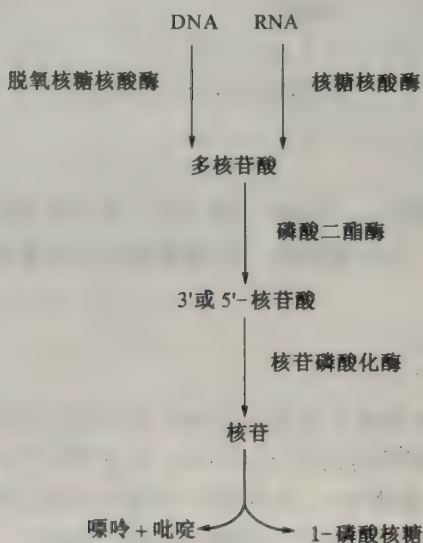 DNA RNA
脱氧核糖核酸酶 核糖核酸酶
多核苷酸
磷酸二酯酶
3'或 5'-核苷酸
核苷磷酸化酶
核苷
嘌呤+吡啶 1-磷酸核糖